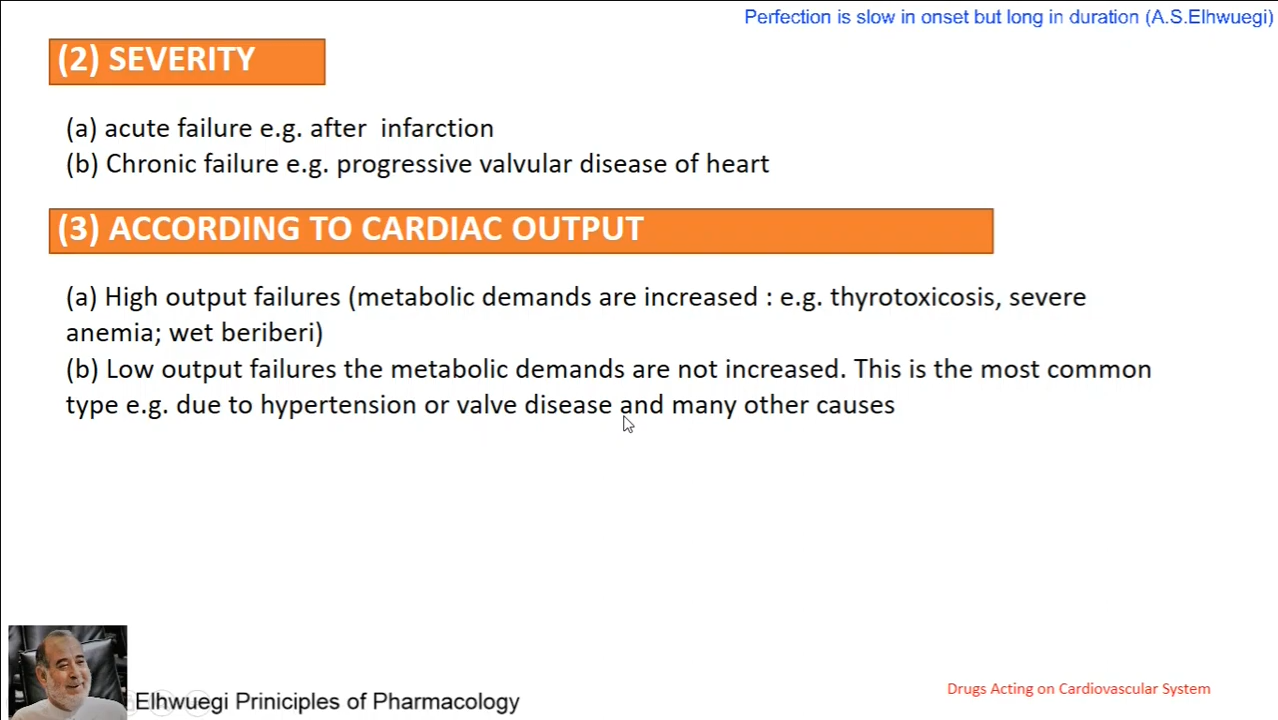 Perfection is slow in onset but long in duration (A.S.Elhwuegi)
(2) SEVERITY
(a) acute failure e.g. after infarction
(b) Chronic failure e.g. progressive valvular disease of heart
(3) ACCORDING TO CARDIAC OUTPUT
(a) High output failures (metabolic demands are increased : e.g. thyrotoxicosis, severe
anemia; wet beriberi)
(b) Low output failures the metabolic demands are not increased. This is the most common
type e.g. due to hypertension or valve disease and many other causes
Elhwuegi Priniciples of Pharmacology
Drugs Acting on Cardiovascular System